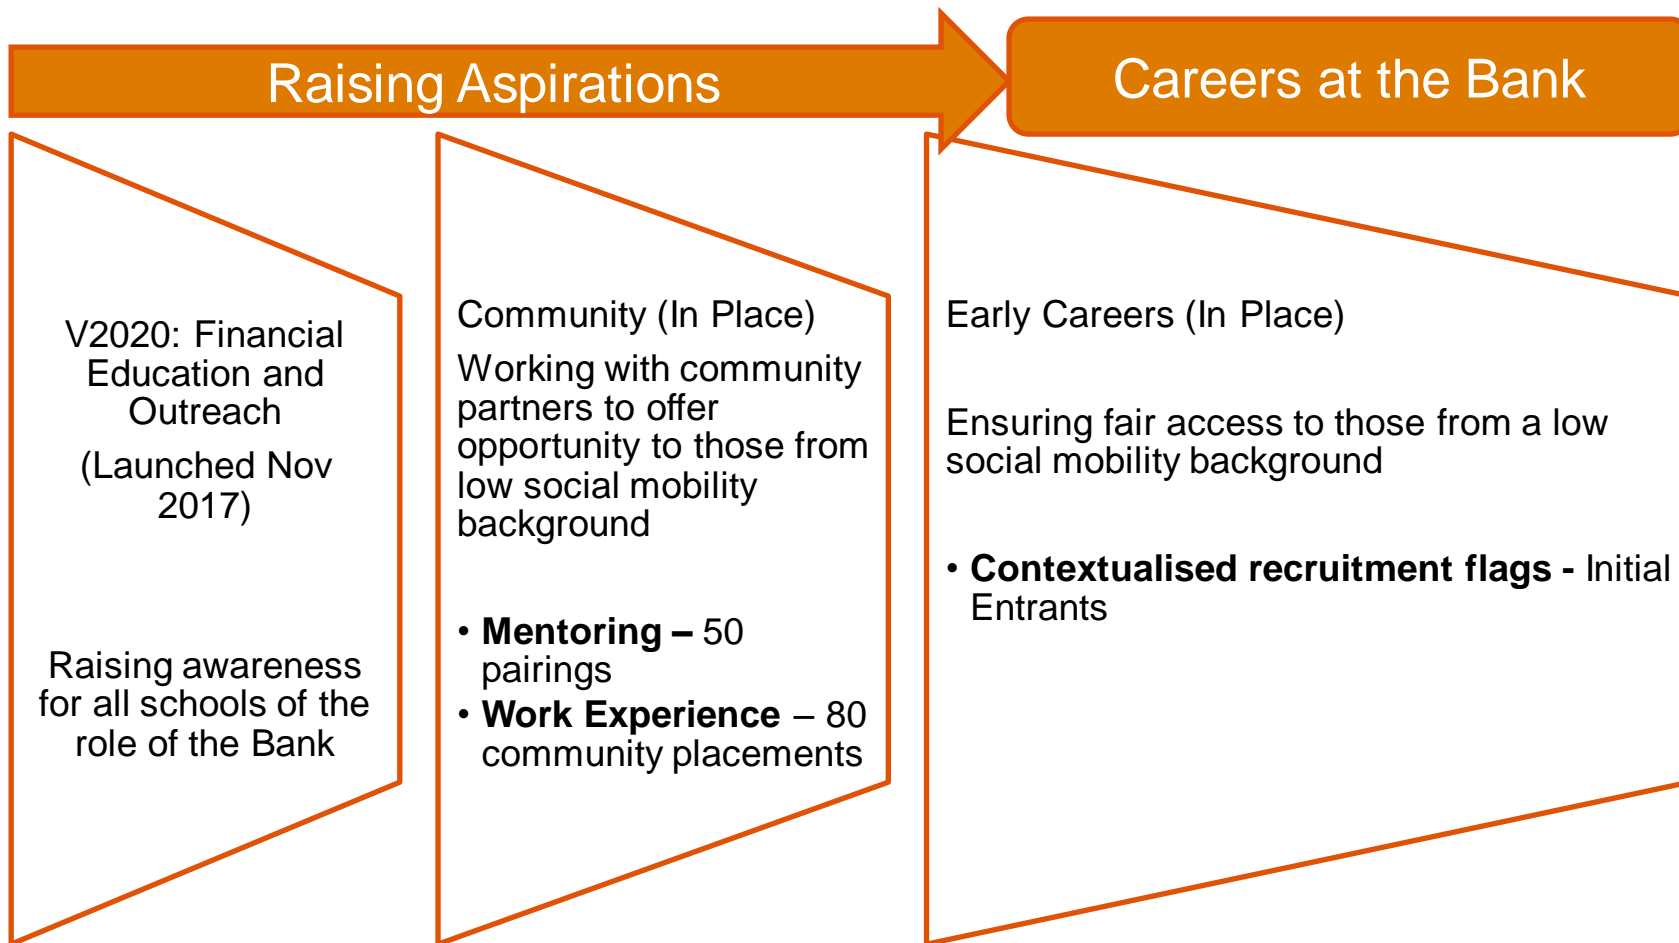 Raising Aspirations
Careers at the Bank
V2020: Financial
Education and
Outreach
(Launched Nov
2017)
Raising awareness
for all schools of the
role of the Bank
Community (In Place)
Working with community
partners to offer
opportunity to those from
low social mobility
background
• Mentoring – 50
pairings
• Work Experience – 80
community placements
Early Careers (In Place)
Ensuring fair access to those from a low
social mobility background
• Contextualised recruitment flags - Initial
Entrants